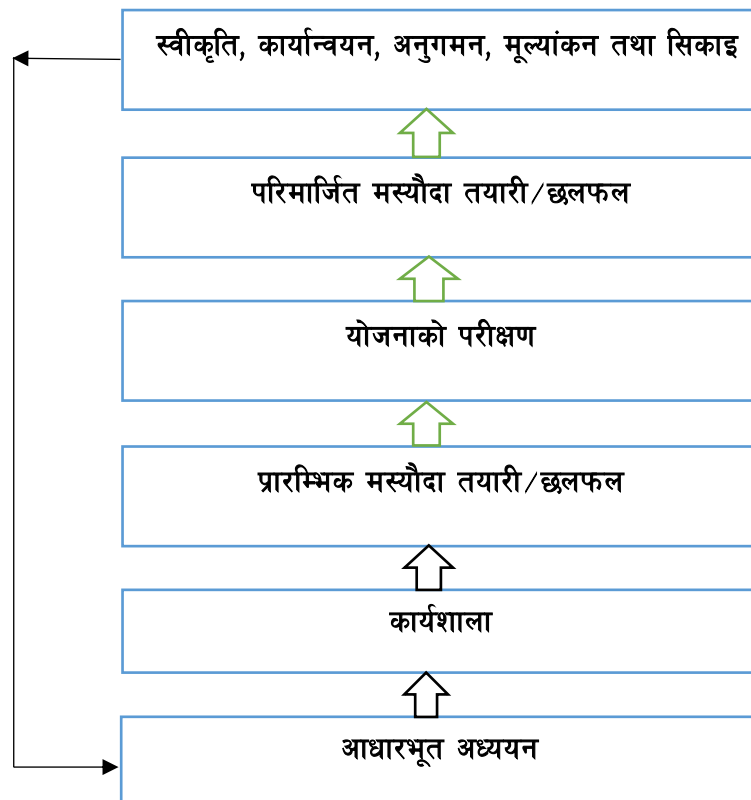 स्वीकृति, कार्यान्वयन, अनुगमन, मूल्यांकन तथा सिकाइ
परिमार्जित मस्यौदा तयारी/छलफल
योजनाको परीक्षण
प्रारम्भिक मस्यौदा तयारी/छलफल
कार्यशाला
आधारभूत अध्ययन